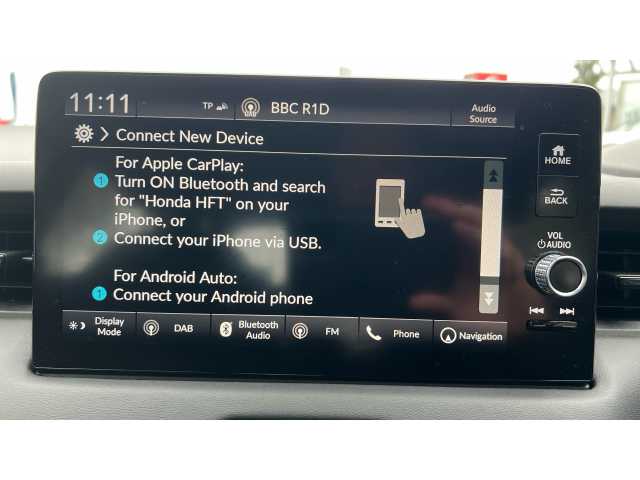 11:11
TP
DAB
BBC R1D
Audio
Source
Connect New Device
For Apple CarPlay:
1 Turn ON Bluetooth and search
for "Honda HFT" on your
iPhone, or
2 Connect your iPhone via USB.
For Android Auto:
1 Connect your Android phone
HOME
BACK
VOL
AUDIO
Display
Mode
DAB
Bluetooth
Audio
FM
Phone
Navigation